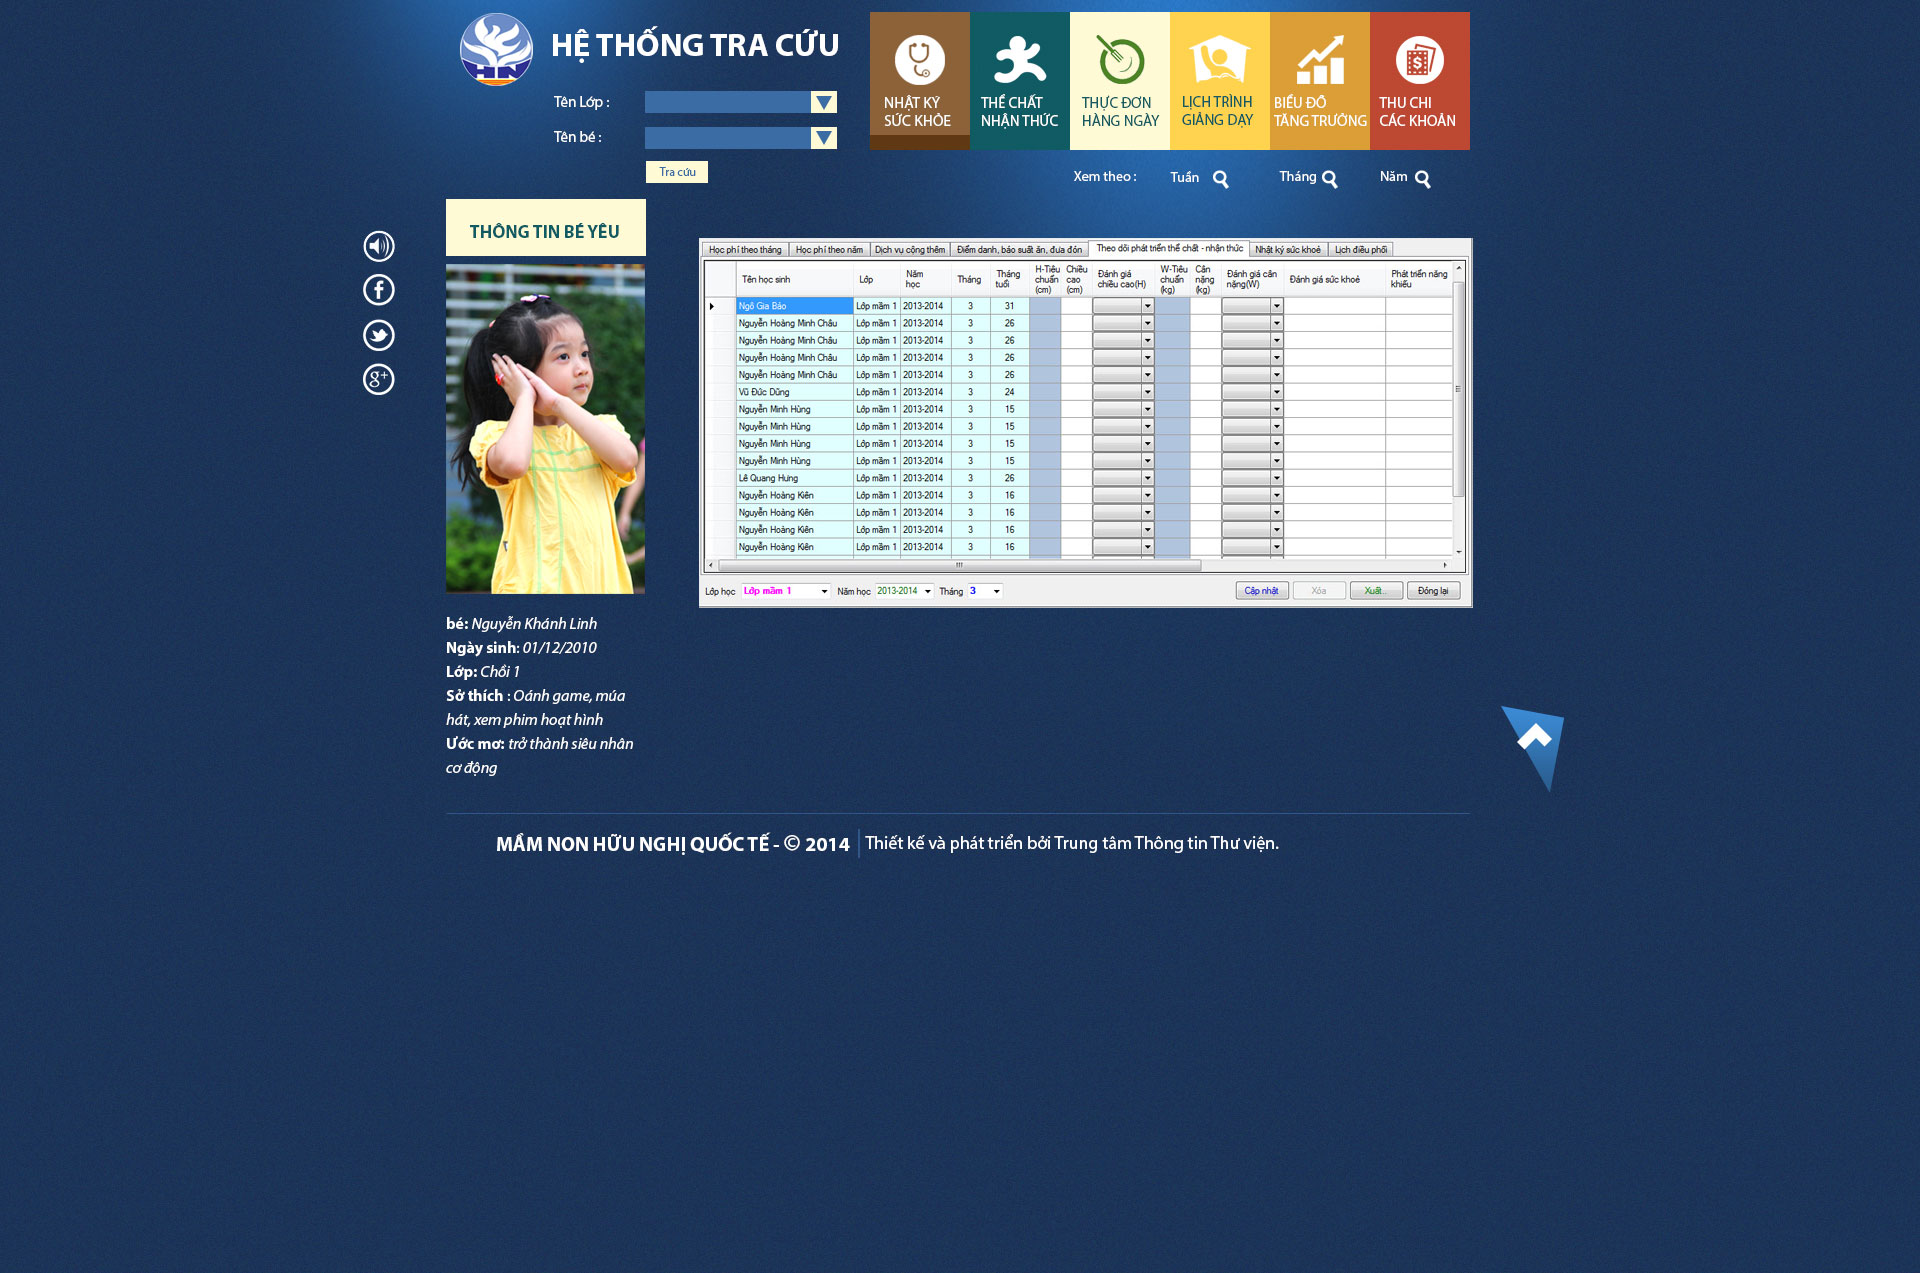 HN
HỆ THỐNG TRA CỨU
Tên Lớp :
Tên bé :
Tra cứu
NHẬT KÝ
SỨC KHỎE
THỂ CHẤT
NHẬN THỨC
THỰC ĐƠN
HÀNG NGÀY
LỊCH TRÌNH
GIẢNG DẠY
BIỂU ĐỒ
TĂNG TRƯỞNG
THU CHI
CÁC KHOẢN
Xem theo : Tuần Tháng Năm
THÔNG TIN BÉ YÊU
Học phí theo tháng Học phí theo năm Dịch vụ cộng thêm Điểm danh, báo suất ăn, đưa đón Theo dõi phát triển thể chất - nhận thức Nhật ký sức khoẻ Lịch điều phối
Tên học sinh Lớp Năm học Tháng Tháng tuổi H-Tiêu chuẩn (cm) Chiều cao (cm) Đánh giá chiều cao(H) W-Tiêu chuẩn (kg) Cân nặng (kg) Đánh giá cân nặng(W) Đánh giá sức khoẻ Phát triển năng khiếu
Ngô Gia Bảo Lớp mầm 1 2013-2014 3 31
Nguyễn Hoàng Minh Châu Lớp mầm 1 2013-2014 3 26
Nguyễn Hoàng Minh Châu Lớp mầm 1 2013-2014 3 26
Nguyễn Hoàng Minh Châu Lớp mầm 1 2013-2014 3 26
Nguyễn Hoàng Minh Châu Lớp mầm 1 2013-2014 3 26
Vũ Đức Dũng Lớp mầm 1 2013-2014 3 24
Nguyễn Minh Hùng Lớp mầm 1 2013-2014 3 15
Nguyễn Minh Hùng Lớp mầm 1 2013-2014 3 15
Nguyễn Minh Hùng Lớp mầm 1 2013-2014 3 15
Nguyễn Minh Hùng Lớp mầm 1 2013-2014 3 15
Lê Quang Hưng Lớp mầm 1 2013-2014 3 26
Nguyễn Hoàng Kiên Lớp mầm 1 2013-2014 3 16
Nguyễn Hoàng Kiên Lớp mầm 1 2013-2014 3 16
Nguyễn Hoàng Kiên Lớp mầm 1 2013-2014 3 16
Nguyễn Hoàng Kiên Lớp mầm 1 2013-2014 3 16
Lớp học Lớp mầm 1 Năm học 2013-2014 Tháng 3 Cập nhật Xóa Xuất.. Đóng lại
bé: Nguyễn Khánh Linh
Ngày sinh: 01/12/2010
Lớp: Chồi 1
Sở thích : Oánh game, múa
hát, xem phim hoạt hình
Ước mơ: trở thành siêu nhân
cơ động
MẦM NON HỮU NGHỊ QUỐC TẾ - © 2014 Thiết kế và phát triển bởi Trung tâm Thông tin Thư viện.